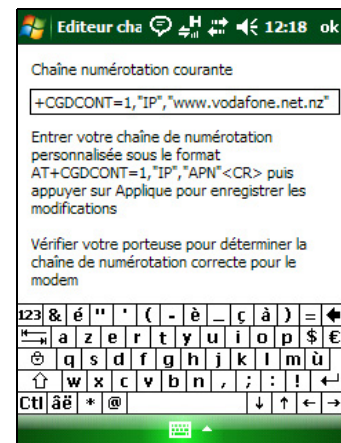 Editeur cha 12:18 ok
Chaîne numérotation courante
+CGDCONT=1,"IP","www.vodafone.net.nz"
Entrer votre chaîne de numérotation
personnalisée sous le format
AT+CGDCONT=1,"IP","APN"<CR> puis
appuyer sur Applique pour enregistrer les
modifications
Vérifier votre porteuse pour déterminer la
chaîne de numérotation correcte pour le
modem
123 & é " ' ( - è _ ç à ) =
a z e r t y u i o p $ €
q s d f g h j k l m ù
w x c v b n , ; : !
Ctl âë * @